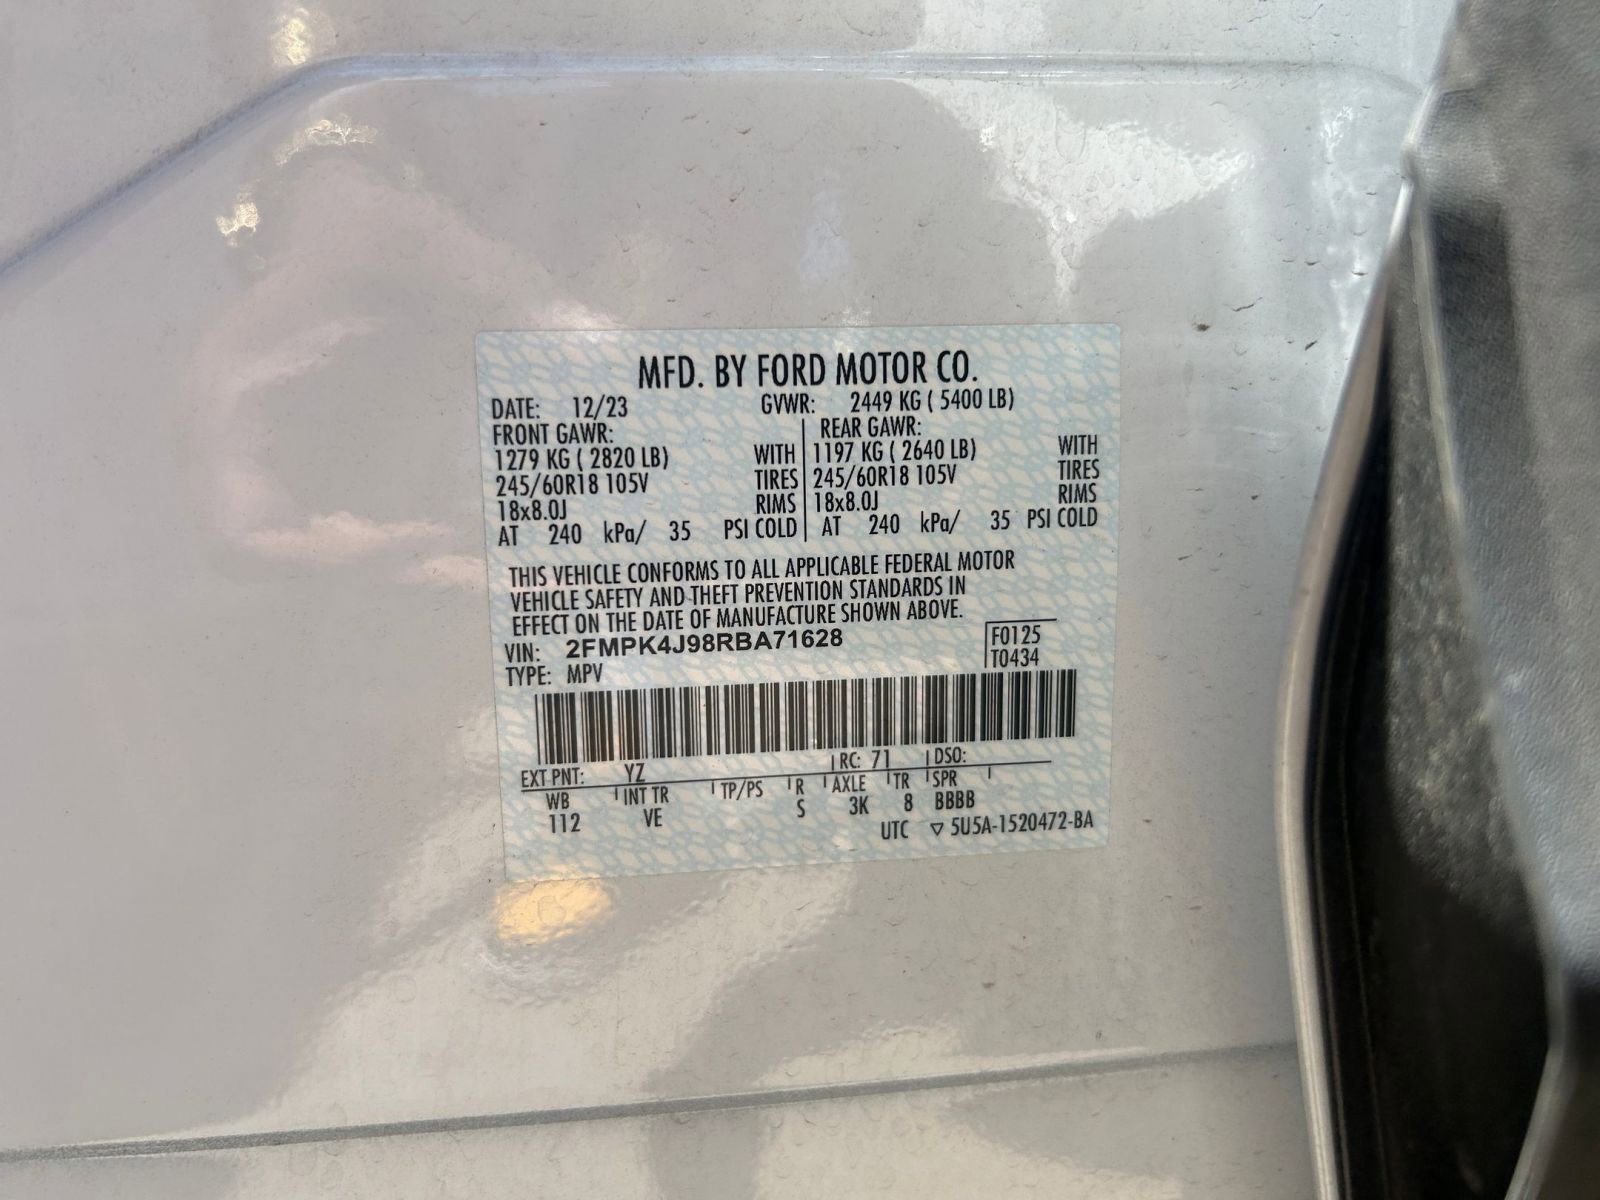 MFD. BY FORD MOTOR CO.
DATE: 12/23 GVWR: 2449 KG ( 5400 LB)
FRONT GAWR: REAR GAWR:
1279 KG ( 2820 LB) WITH 1197 KG ( 2640 LB) WITH
245/60R18 105V TIRES 245/60R18 105V TIRES
18x8.0J RIMS 18x8.0J RIMS
AT 240 kPa/ 35 PSI COLD AT 240 kPa/ 35 PSI COLD
THIS VEHICLE CONFORMS TO ALL APPLICABLE FEDERAL MOTOR
VEHICLE SAFETY AND THEFT PREVENTION STANDARDS IN
EFFECT ON THE DATE OF MANUFACTURE SHOWN ABOVE.
VIN: 2FMPK4J98RBA71628 F0125
TYPE: MPV T0434
EXT PNT: YZ RC: 71 DSO:
WB INT TR TP/PS R AXLE TR SPR
112 VE S 3K 8 BBBB
UTC ▽ 5U5A-1520472-BA